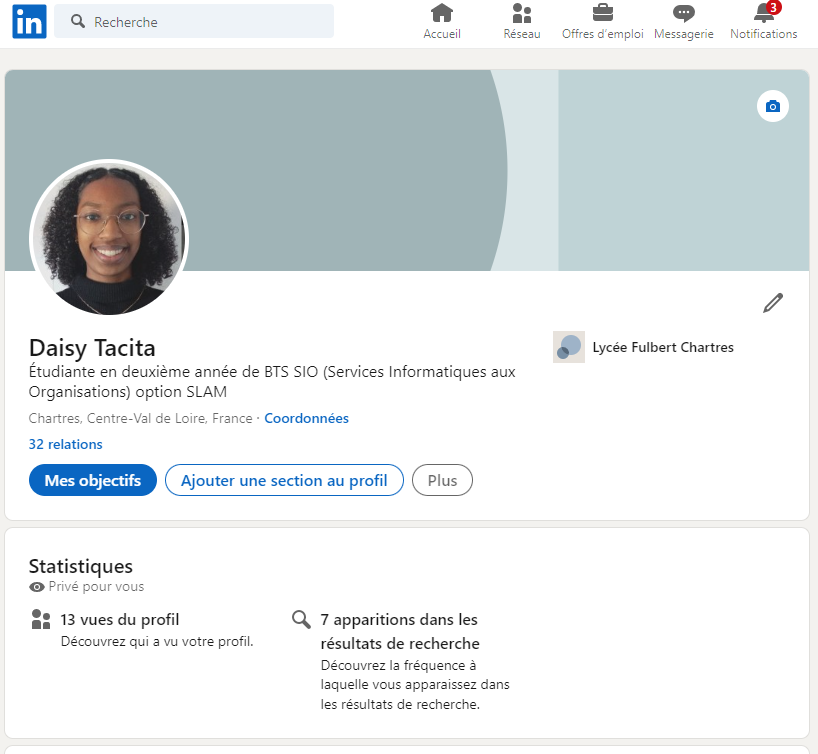 in
Recherche
Accueil
Réseau
Offres d'emploi
Messagerie
3
Notifications
Daisy Tacita
Étudiante en deuxième année de BTS SIO (Services Informatiques aux
Organisations) option SLAM
Chartres, Centre-Val de Loire, France · Coordonnées
32 relations
Mes objectifs
Ajouter une section au profil
Plus
Lycée Fulbert Chartres
Statistiques
Privé pour vous
13 vues du profil
Découvrez qui a vu votre profil.
7 apparitions dans les
résultats de recherche
Découvrez la fréquence à
laquelle vous apparaissez dans
les résultats de recherche.